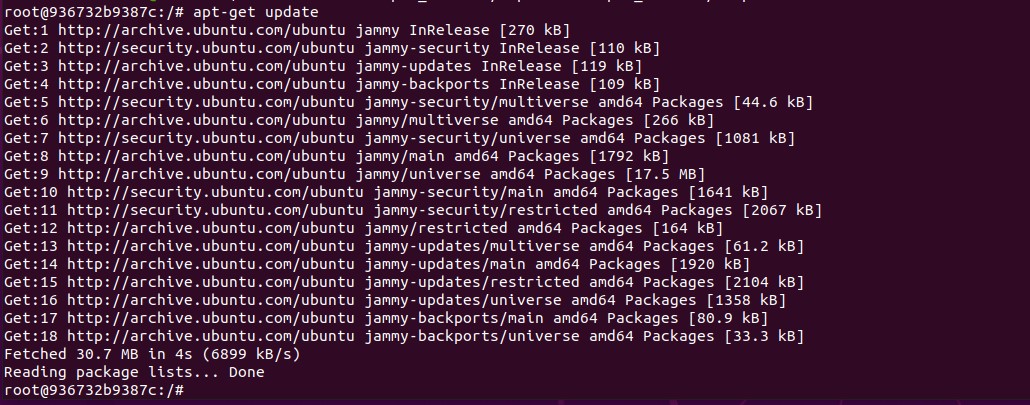 root@936732b9387c:/# apt-get update
Get:1 http://archive.ubuntu.com/ubuntu jammy InRelease [270 kB]
Get:2 http://security.ubuntu.com/ubuntu jammy-security InRelease [110 kB]
Get:3 http://archive.ubuntu.com/ubuntu jammy-updates InRelease [119 kB]
Get:4 http://archive.ubuntu.com/ubuntu jammy-backports InRelease [109 kB]
Get:5 http://security.ubuntu.com/ubuntu jammy-security/multiverse amd64 Packages [44.6 kB]
Get:6 http://archive.ubuntu.com/ubuntu jammy/multiverse amd64 Packages [266 kB]
Get:7 http://security.ubuntu.com/ubuntu jammy-security/universe amd64 Packages [1081 kB]
Get:8 http://archive.ubuntu.com/ubuntu jammy/main amd64 Packages [1792 kB]
Get:9 http://archive.ubuntu.com/ubuntu jammy/universe amd64 Packages [17.5 MB]
Get:10 http://security.ubuntu.com/ubuntu jammy-security/main amd64 Packages [1641 kB]
Get:11 http://security.ubuntu.com/ubuntu jammy-security/restricted amd64 Packages [2067 kB]
Get:12 http://archive.ubuntu.com/ubuntu jammy/restricted amd64 Packages [164 kB]
Get:13 http://archive.ubuntu.com/ubuntu jammy-updates/multiverse amd64 Packages [61.2 kB]
Get:14 http://archive.ubuntu.com/ubuntu jammy-updates/main amd64 Packages [1920 kB]
Get:15 http://archive.ubuntu.com/ubuntu jammy-updates/restricted amd64 Packages [2104 kB]
Get:16 http://archive.ubuntu.com/ubuntu jammy-updates/universe amd64 Packages [1358 kB]
Get:17 http://archive.ubuntu.com/ubuntu jammy-backports/main amd64 Packages [80.9 kB]
Get:18 http://archive.ubuntu.com/ubuntu jammy-backports/universe amd64 Packages [33.3 kB]
Fetched 30.7 MB in 4s (6899 kB/s)
Reading package lists... Done
root@936732b9387c:/#